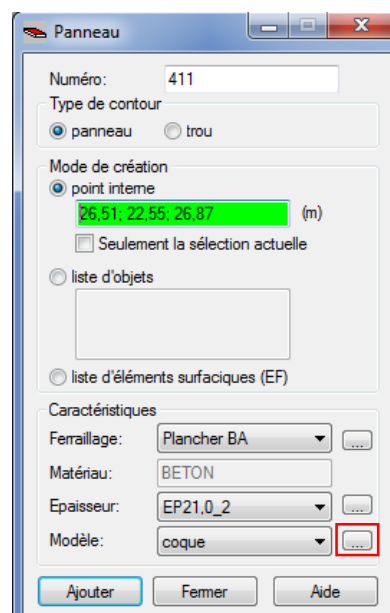 Panneau
Numéro: 411
Type de contour
panneau trou
Mode de création
point interne
26,51; 22,55; 26,87 (m)
Seulement la sélection actuelle
liste d'objets
liste d'éléments surfaciques (EF)
Caractéristiques
Ferraillage: Plancher BA ...
Matériau: BETON
Epaisseur: EP21,0_2 ...
Modèle: coque ...
Ajouter Fermer Aide